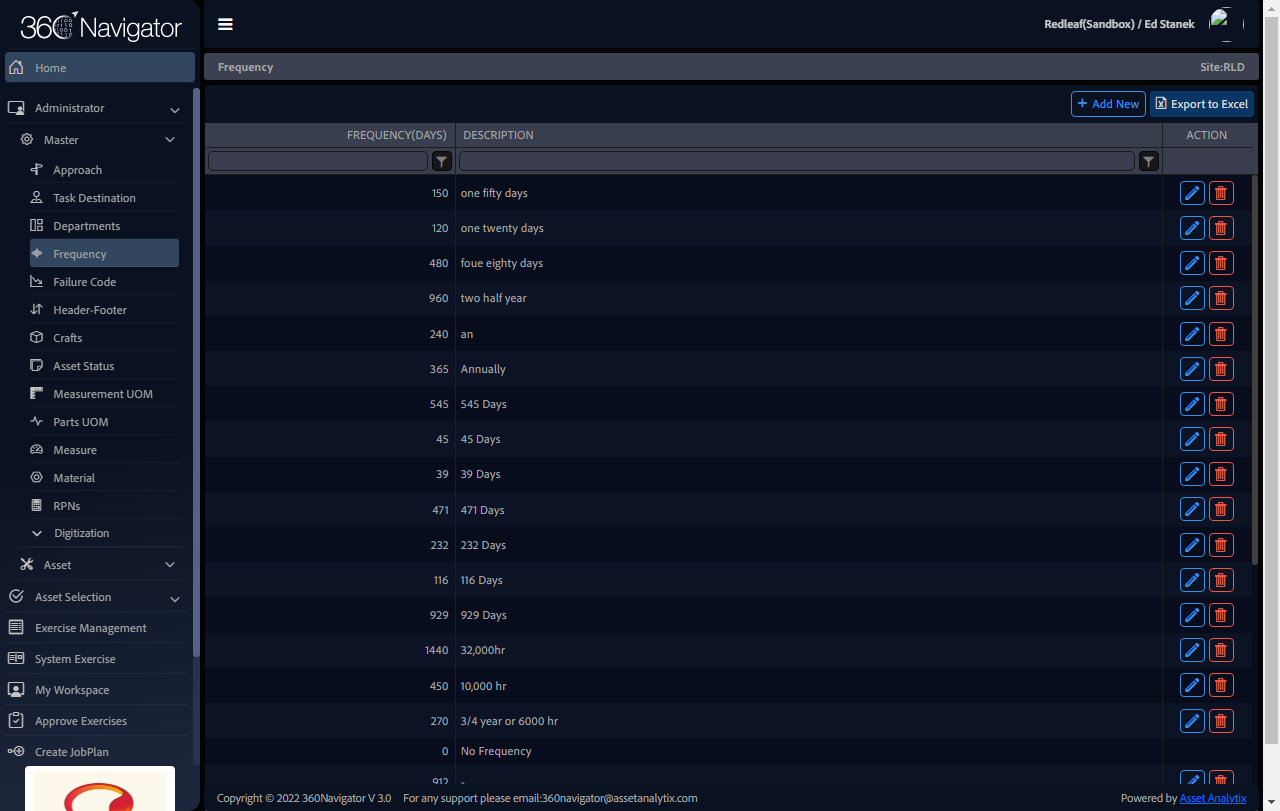 360 Navigator
Redleaf(Sandbox) / Ed Stanek
Home
Frequency
Site:RLD
Administrator
Add New
Export to Excel
Master
FREQUENCY(DAYS)
DESCRIPTION
ACTION
Approach
Task Destination
Departments
Frequency
Failure Code
Header-Footer
Crafts
Asset Status
Measurement UOM
Parts UOM
Measure
Material
RPNs
Digitization
Asset
Asset Selection
Exercise Management
System Exercise
My Workspace
Approve Exercises
Create JobPlan
150 one fifty days
120 one twenty days
480 foue eighty days
960 two half year
240 an
365 Annually
545 545 Days
45 45 Days
39 39 Days
471 471 Days
232 232 Days
116 116 Days
929 929 Days
1440 32,000hr
450 10,000 hr
270 3/4 year or 6000 hr
0 No Frequency
912 -
Copyright © 2022 360Navigator V 3.0 For any support please email:360navigator@assetanalytix.com
Powered by Asset Analytix